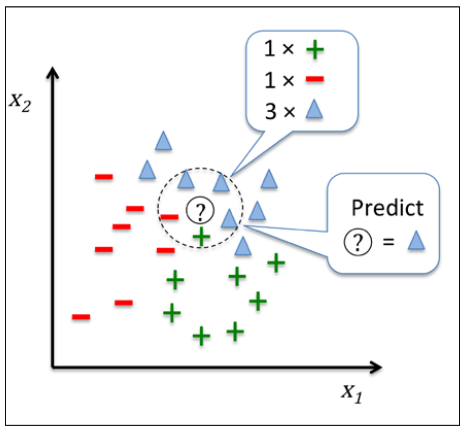 1 × +
1 × −
3 ×
x₂
?
Predict
? =
x₁